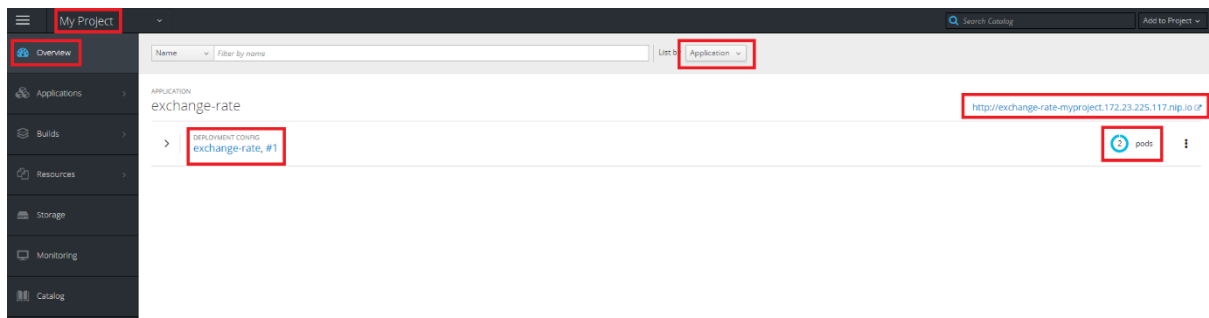 My Project
Search Catalog
Add to Project
Overview
Name
Filter by name
List by
Application
Applications
APPLICATION
exchange-rate
http://exchange-rate-myproject.172.23.225.117.nip.io
Builds
DEPLOYMENT CONFIG
exchange-rate, #1
2 pods
Resources
Storage
Monitoring
Catalog